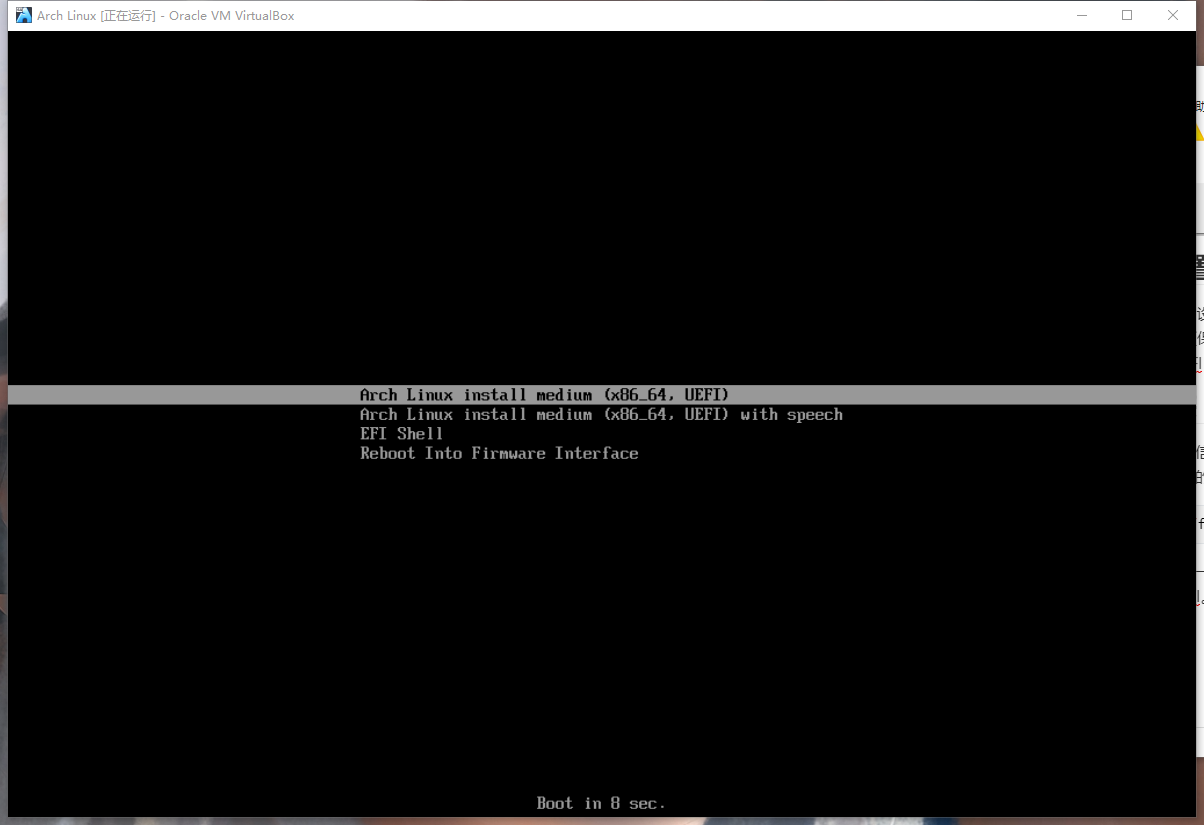 Arch Linux [正在运行] - Oracle VM VirtualBox
Arch Linux install medium (x86_64, UEFI)
Arch Linux install medium (x86_64, UEFI) with speech
EFI Shell
Reboot Into Firmware Interface
Boot in 8 sec.